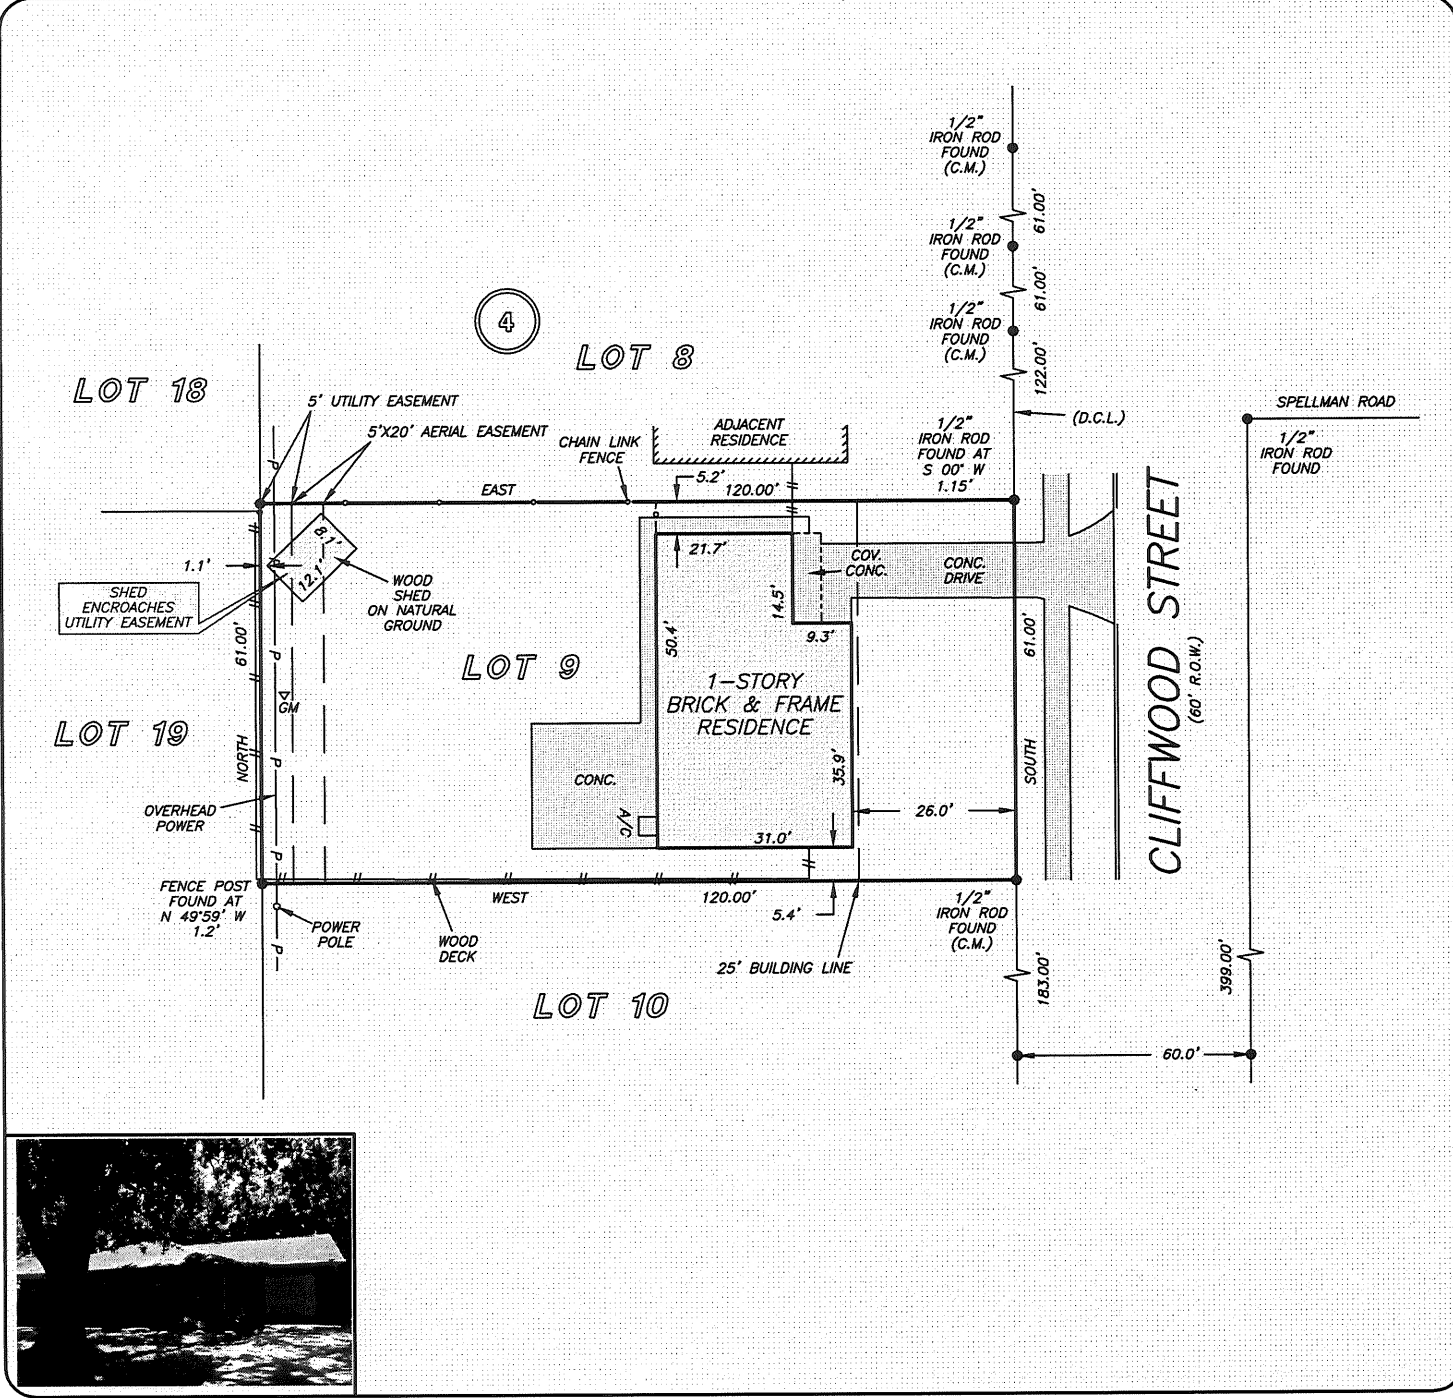 1/2"
IRON ROD
FOUND
(C.M.)
61.00'
1/2"
IRON ROD
FOUND
(C.M.)
61.00'
1/2"
IRON ROD
FOUND
(C.M.)
122.00'
4
LOT 8
LOT 18
5' UTILITY EASEMENT
5'X20' AERIAL EASEMENT
CHAIN LINK
FENCE
ADJACENT
RESIDENCE
1/2"
IRON ROD
FOUND AT
S 00° W
1.15'
(D.C.L.)
SPELLMAN ROAD
1/2"
IRON ROD
FOUND
P
EAST
5.2'
120.00'
8.1'
12.1'
P
1.1'
SHED
ENCROACHES
UTILITY EASEMENT
WOOD
SHED
ON NATURAL
GROUND
21.7'
COV.
CONC.
CONC.
DRIVE
14.5'
9.3'
50.4'
61.00'
NORTH
P
GM
P
P
LOT 9
1-STORY
BRICK & FRAME
RESIDENCE
61.00'
SOUTH
CLIFFWOOD STREET
(60' R.O.W.)
LOT 19
OVERHEAD
POWER
CONC.
A/C
35.9'
31.0'
26.0'
FENCE POST
FOUND AT
N 49°59' W
1.2'
POWER
POLE
P
WEST
120.00'
WOOD
DECK
5.4'
25' BUILDING LINE
1/2"
IRON ROD
FOUND
(C.M.)
183.00'
399.00'
LOT 10
60.0'